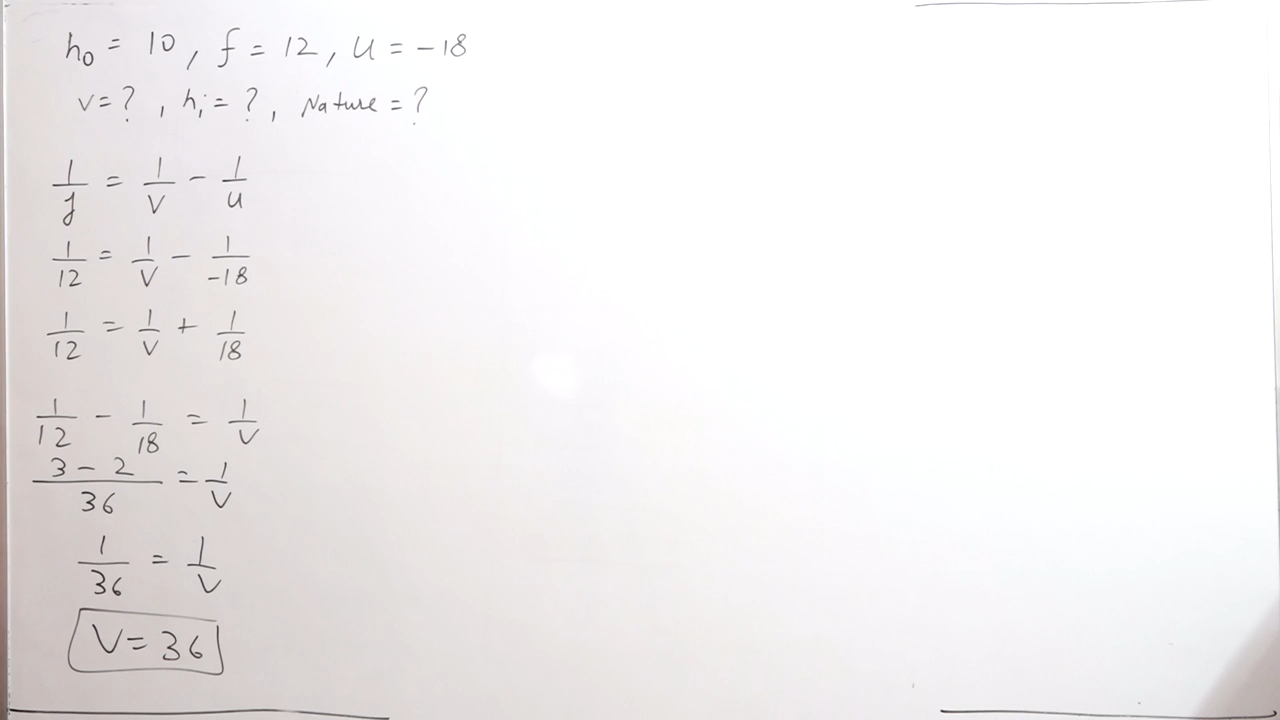 h₀ = 10, f = 12, u = -18
v = ?, hᵢ = ?, Nature = ?
1/f = 1/v - 1/u
1/12 = 1/v - 1/-18
1/12 = 1/v + 1/18
1/12 - 1/18 = 1/v
3 - 2/36 = 1/v
1/36 = 1/v
V = 36